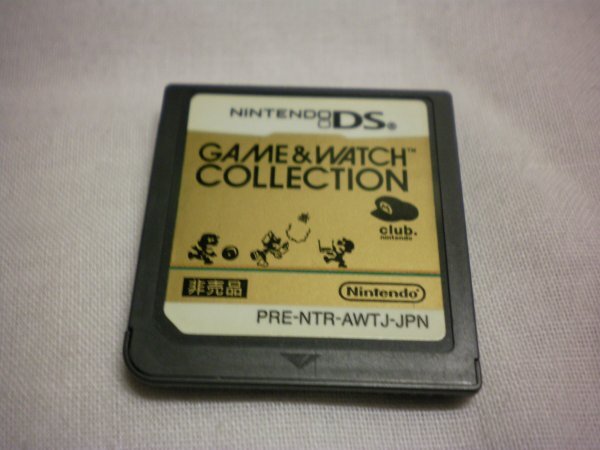 NINTENDO DS®
GAME & WATCH™
COLLECTION
club.
nintendo
非売品
Nintendo®
PRE-NTR-AWTJ-JPN